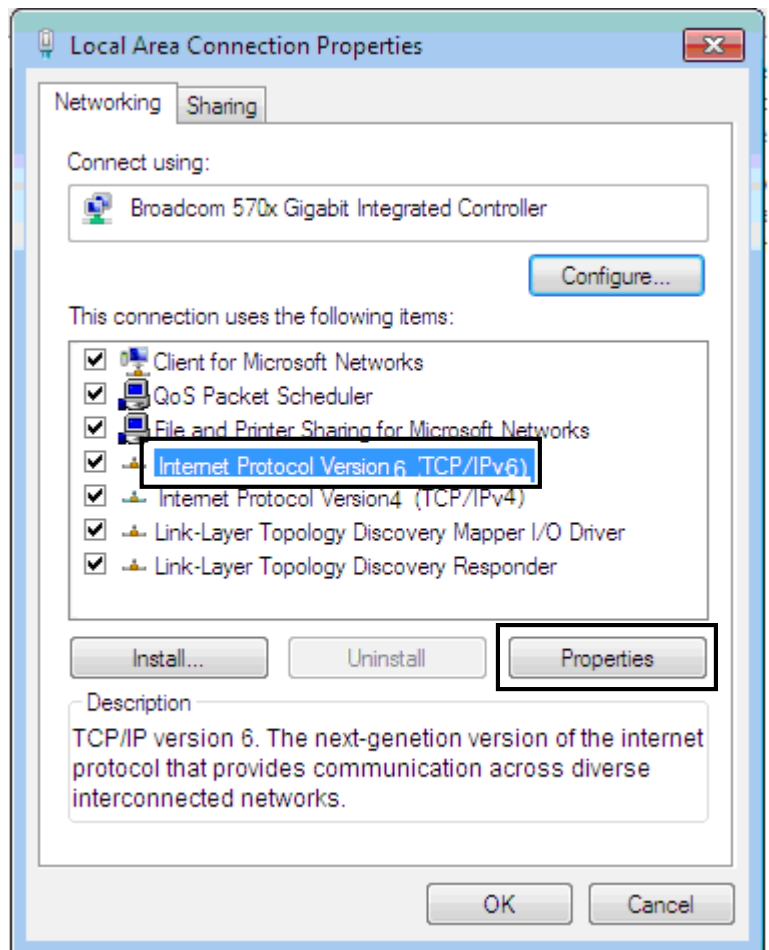 Local Area Connection Properties
Networking
Sharing
Connect using:
Broadcom 570x Gigabit Integrated Controller
Configure...
This connection uses the following items:
Client for Microsoft Networks
QoS Packet Scheduler
File and Printer Sharing for Microsoft Networks
Internet Protocol Version 6 (TCP/IPv6)
Internet Protocol Version4 (TCP/IPv4)
Link-Layer Topology Discovery Mapper I/O Driver
Link-Layer Topology Discovery Responder
Install...
Uninstall
Properties
Description
TCP/IP version 6. The next-genetion version of the internet
protocol that provides communication across diverse
interconnected networks.
OK
Cancel